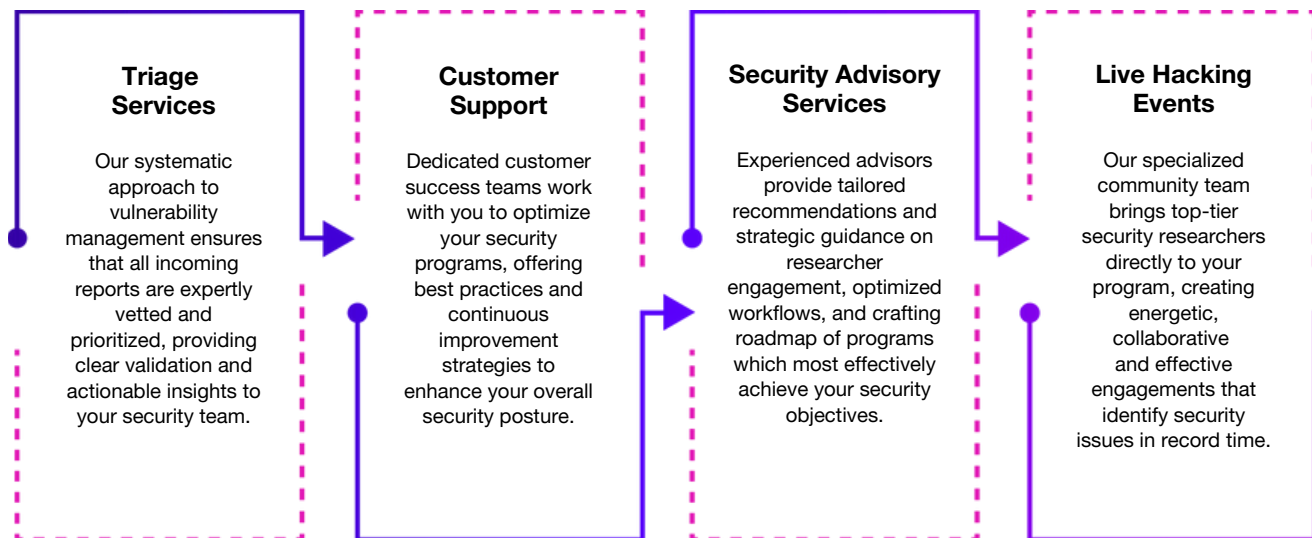 Triage
Services
Our systematic
approach to
vulnerability
management ensures
that all incoming
reports are expertly
vetted and
prioritized, providing
clear validation and
actionable insights to
your security team.
Customer
Support
Dedicated customer
success teams work
with you to optimize
your security
programs, offering
best practices and
continuous
improvement
strategies to
enhance your overall
security posture.
Security Advisory
Services
Experienced advisors
provide tailored
recommendations and
strategic guidance on
researcher
engagement, optimized
workflows, and crafting
roadmap of programs
which most effectively
achieve your security
objectives.
Live Hacking
Events
Our specialized
community team
brings top-tier
security researchers
directly to your
program, creating
energetic,
collaborative
and effective
engagements that
identify security
issues in record time.